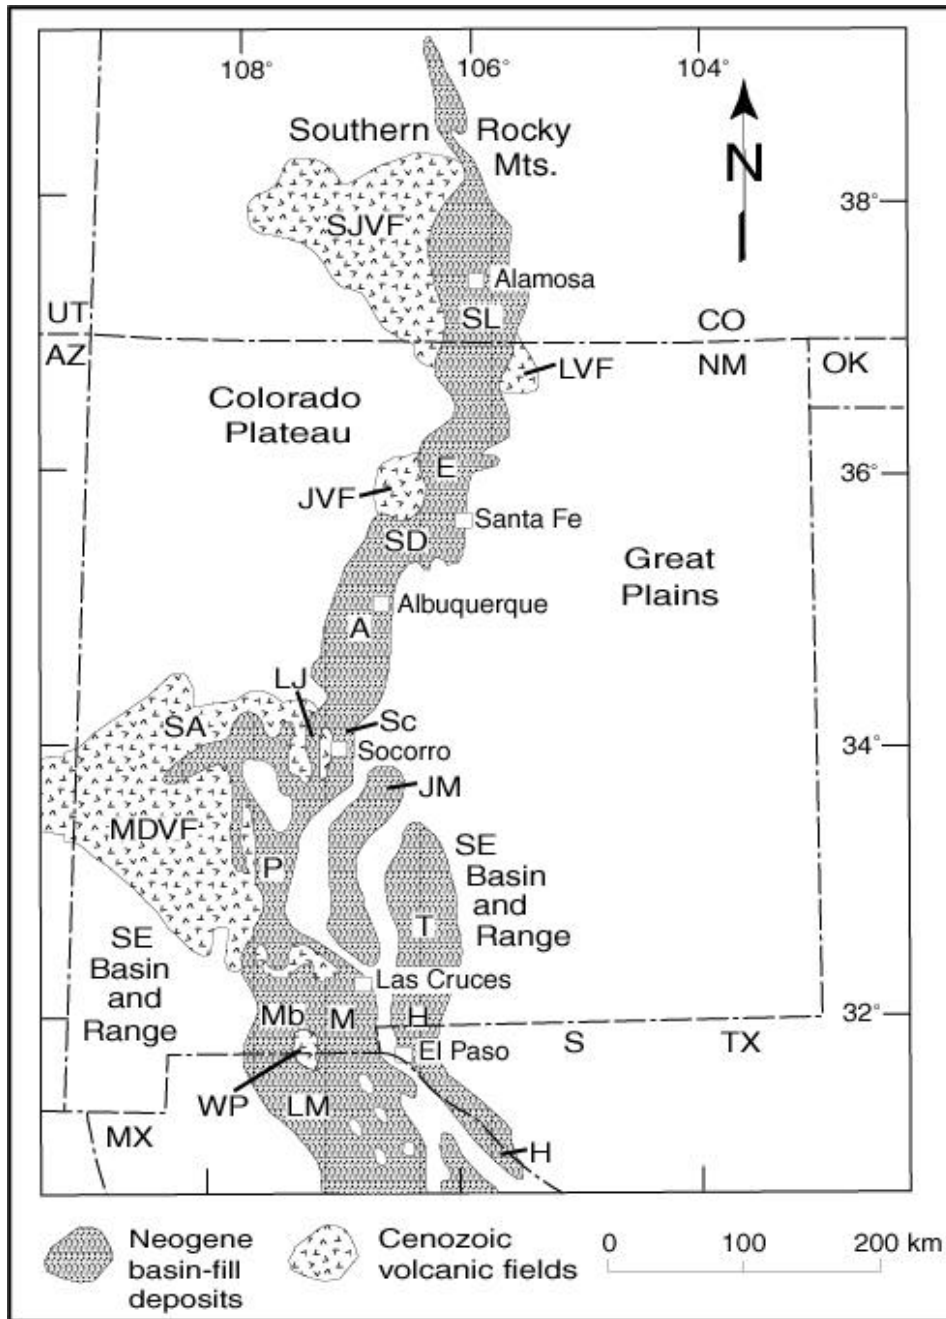 108°
106°
104°
Southern Rocky
Mts.
N
38°
SJVF
Alamosa
SL
UT
CO
AZ
NM
OK
LVF
Colorado
Plateau
E
36°
JVF
Santa Fe
SD
Great
Plains
Albuquerque
A
LJ
SA
Sc
Socorro
34°
JM
MDVF
SE
Basin
and
Range
P
T
SE
Basin
and
Range
Las Cruces
Mb
M
H
32°
El Paso
S
TX
WP
LM
MX
H
Neogene
basin-fill
deposits
Cenozoic
volcanic fields
0 100 200 km